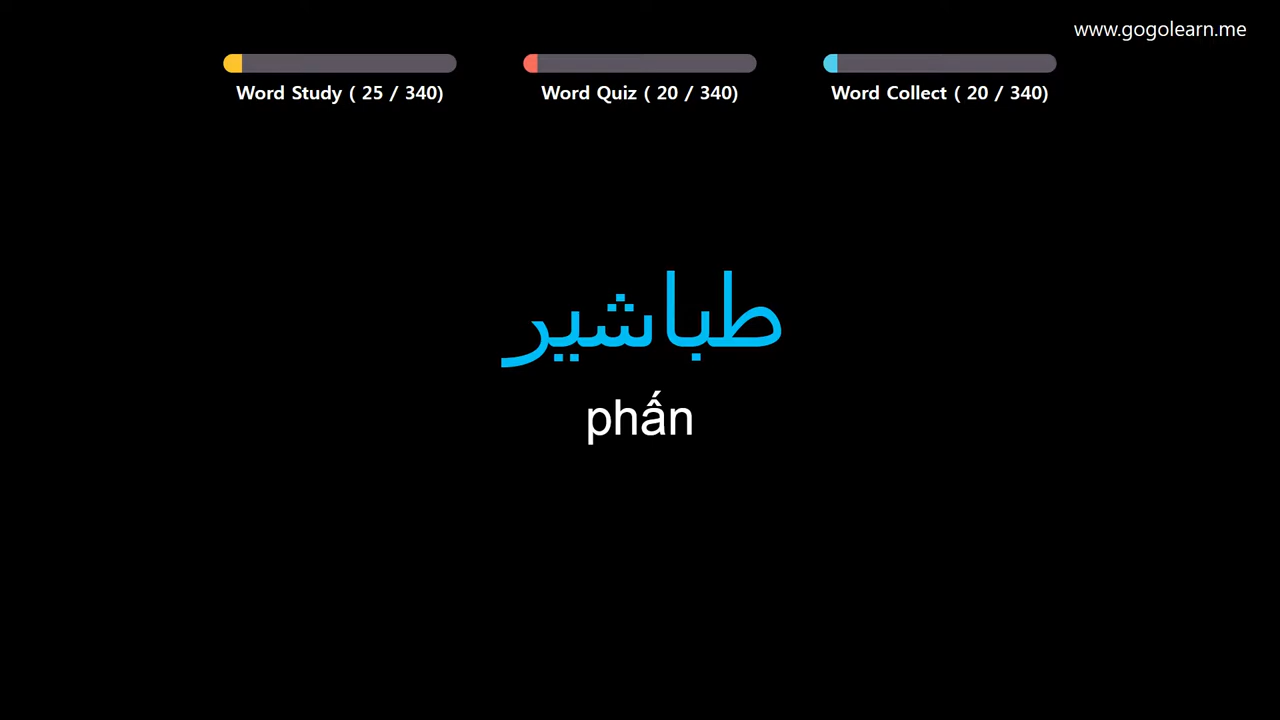 www.gogolearn.me
Word Study ( 25 / 340)
Word Quiz ( 20 / 340)
Word Collect ( 20 / 340)
طباشير
phấn